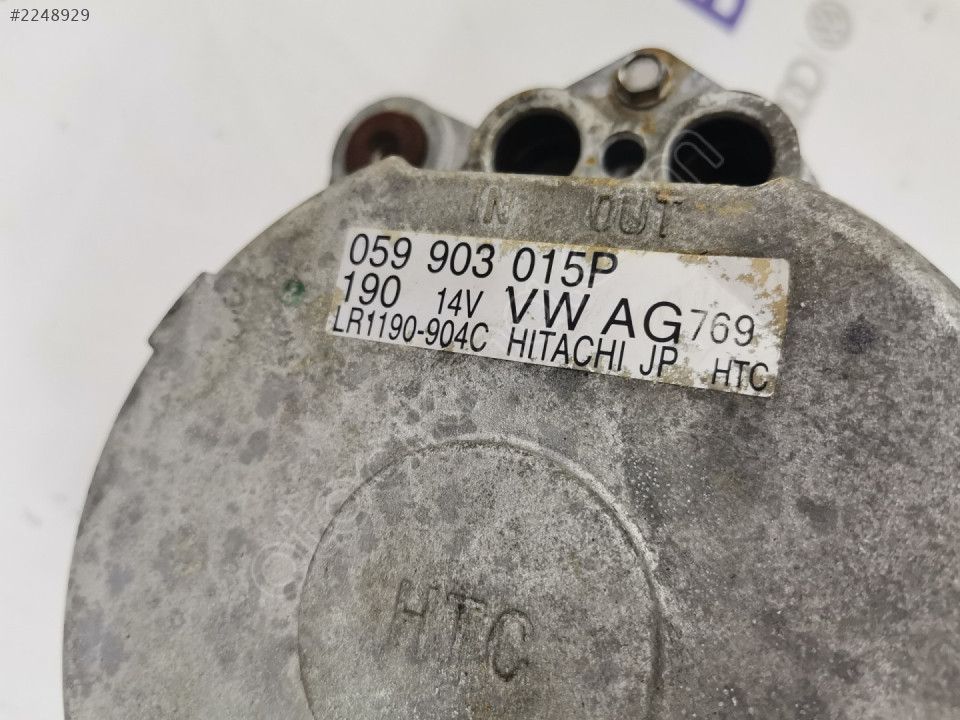 #2248929
IN OUT
059 903 015P
190 14V VW AG 769
LR1190-904C HITACHI JP HTC
HTC